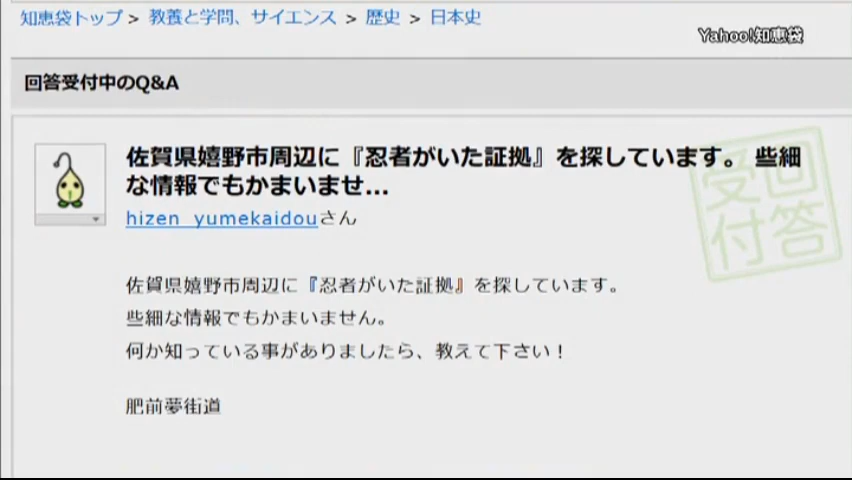 知恵袋トップ > 教養と学問、サイエンス > 歴史 > 日本史
Yahoo!知恵袋
回答受付中のQ&A
佐賀県嬉野市周辺に『忍者がいた証拠』を探しています。 些細
な情報でもかまいませ...
hizen_yumekaidouさん
回答
受付
佐賀県嬉野市周辺に『忍者がいた証拠』を探しています。
些細な情報でもかまいません。
何か知っている事がありましたら、教えて下さい！
肥前夢街道